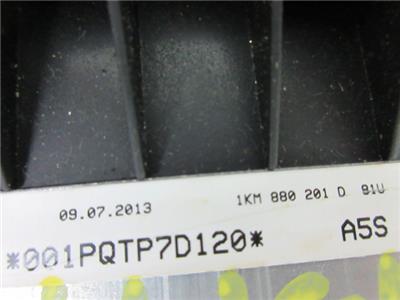 09.07.2013 1KM 880 201 D 81U
*001PQTP7D120* A5S